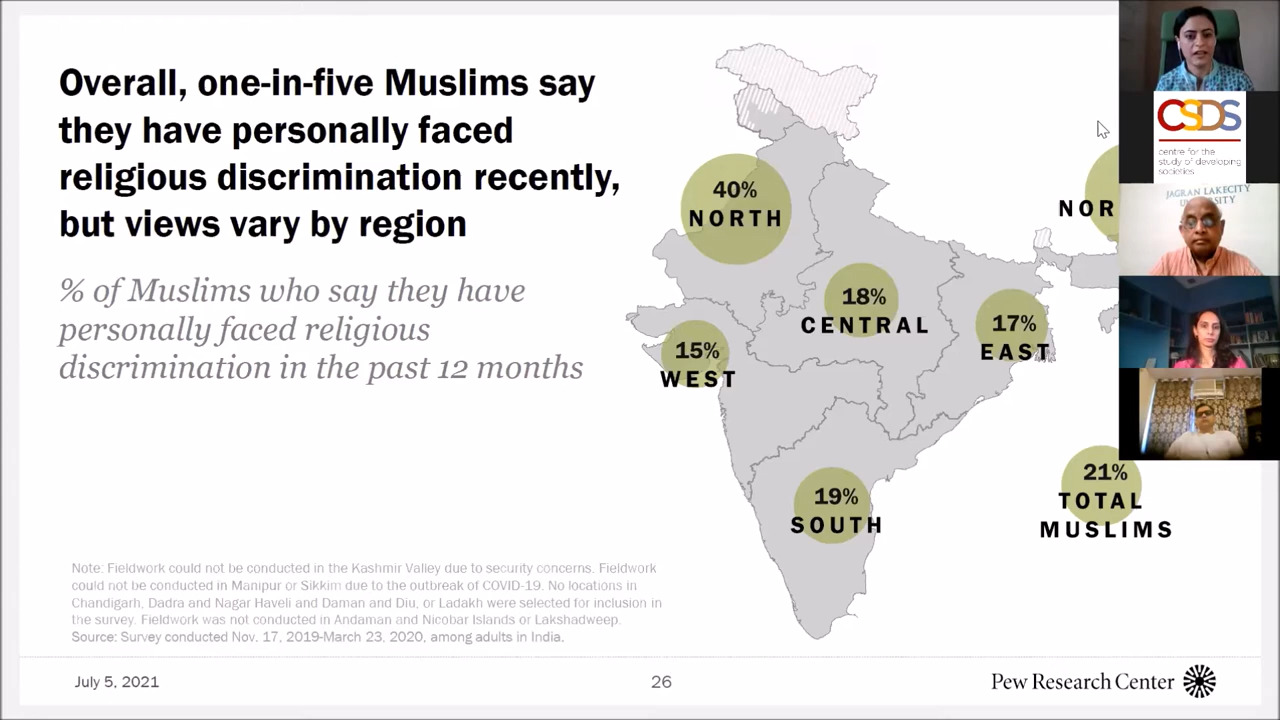 Overall, one-in-five Muslims say
they have personally faced
religious discrimination recently,
but views vary by region
% of Muslims who say they have
personally faced religious
discrimination in the past 12 months
40%
NORTH
NOR
18%
CENTRAL
17%
EAST
15%
WEST
19%
SOUTH
21%
TOTAL
MUSLIMS
Note: Fieldwork could not be conducted in the Kashmir Valley due to security concerns. Fieldwork
could not be conducted in Manipur or Sikkim due to the outbreak of COVID-19. No locations in
Chandigarh, Dadra and Nagar Haveli and Daman and Diu, or Ladakh were selected for inclusion in
the survey. Fieldwork was not conducted in Andaman and Nicobar Islands or Lakshadweep.
Source: Survey conducted Nov. 17, 2019-March 23, 2020, among adults in India.
July 5, 2021
26
Pew Research Center
CSDS
centre for the
study of developing
societies
JAGRAN LAKECITY
UNIVERSITY